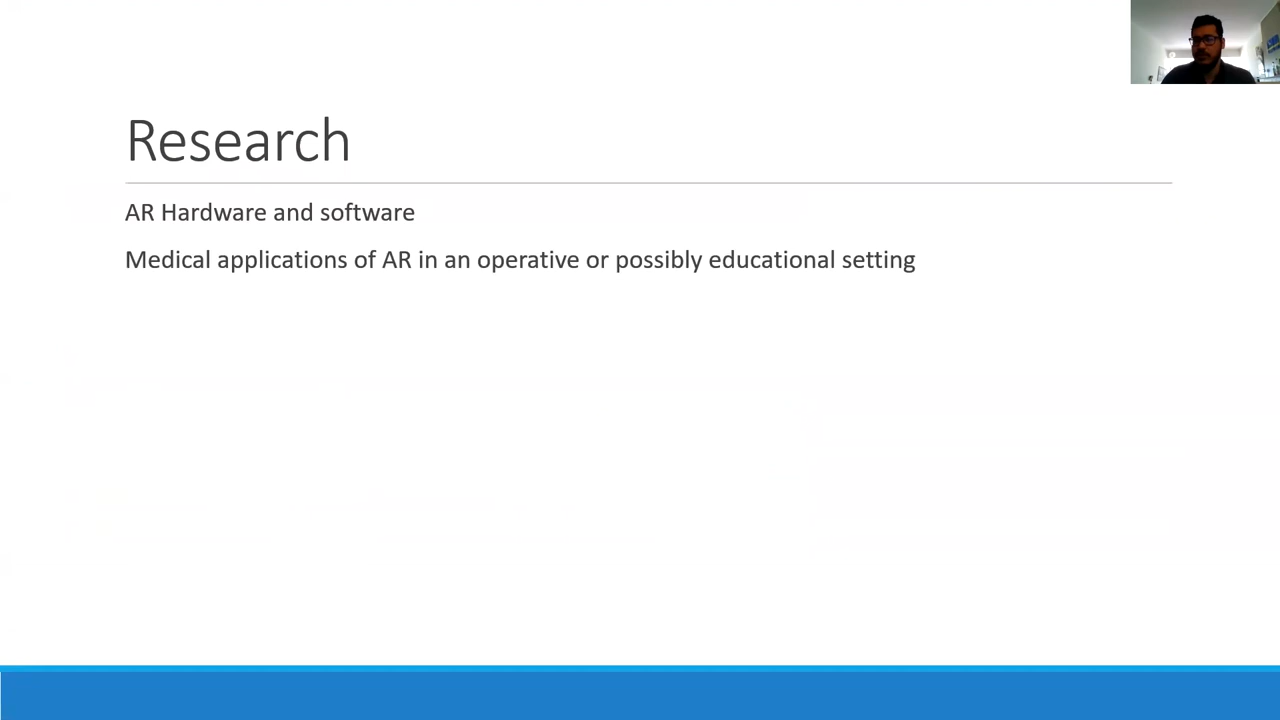 Research
AR Hardware and software
Medical applications of AR in an operative or possibly educational setting